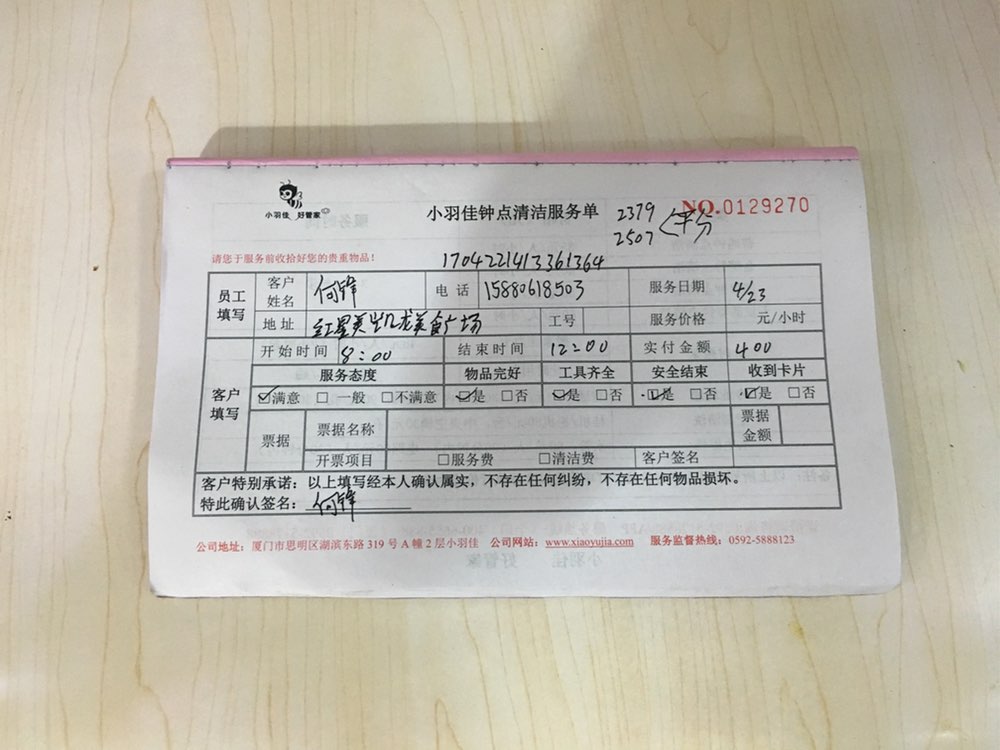 小羽佳 好管家
小羽佳钟点清洁服务单
2379
2507 <平分
NO.0129270
请您于服务前收拾好您的贵重物品！
1704221413361364
员工填写 客户姓名 何锋 电话 15880618503 服务日期 4/23
地址 红星美凯龙美食广场 工号 服务价格 元/小时
客户填写 开始时间 8:00 结束时间 12:00 实付金额 400
服务态度 物品完好 工具齐全 安全结束 收到卡片
☑满意 □一般 □不满意 ☑是 □否 ☑是 □否 ☑是 □否 ☑是 □否
票据 票据名称 票据金额
开票项目 □服务费 □清洁费 客户签名
客户特别承诺：以上填写经本人确认属实，不存在任何纠纷，不存在任何物品损坏。
特此确认签名：何锋
公司地址：厦门市思明区湖滨东路 319 号 A 幢 2 层小羽佳 公司网站：www.xiaoyujia.com 服务监督热线：0592-5888123